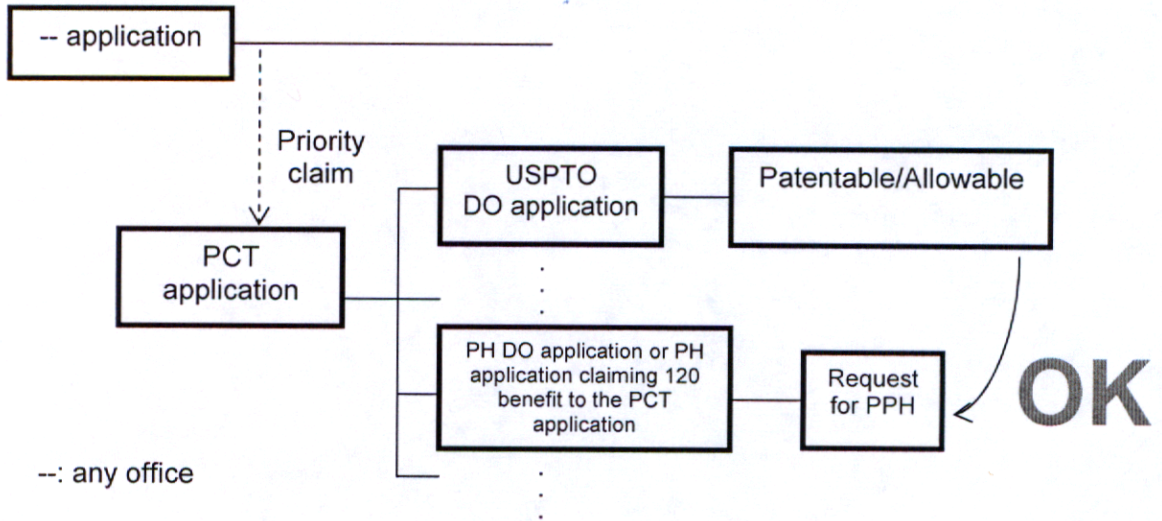 -- application
Priority
claim
USPTO
DO application
Patentable/Allowable
PCT
application
PH DO application or PH
application claiming 120
benefit to the PCT
application
Request
for PPH
OK
--: any office